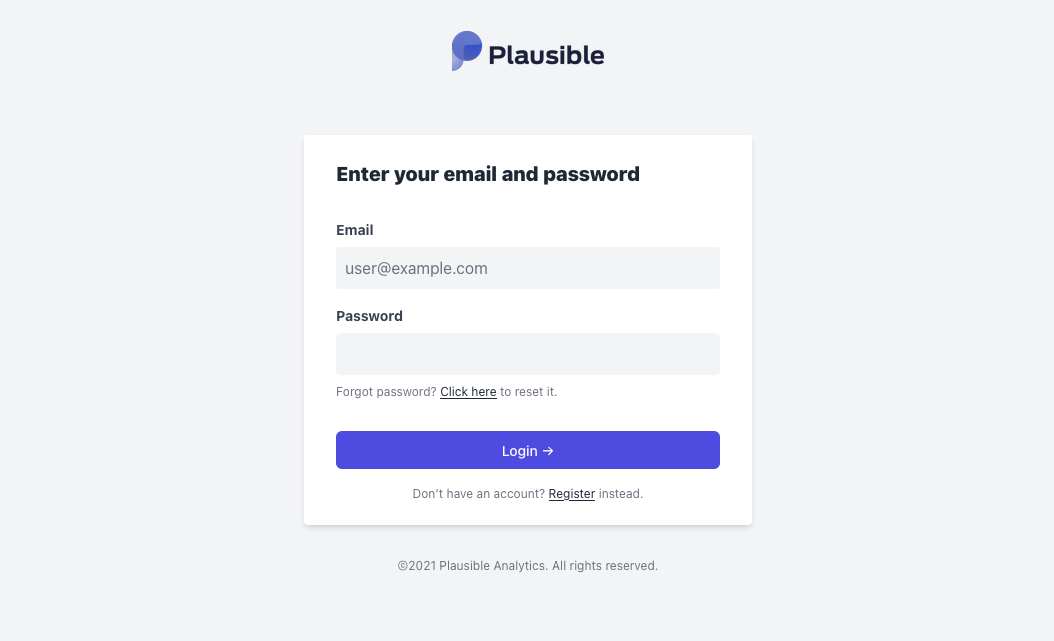 Plausible
Enter your email and password
Email
user@example.com
Password
Forgot password? Click here to reset it.
Login →
Don't have an account? Register instead.
©2021 Plausible Analytics. All rights reserved.